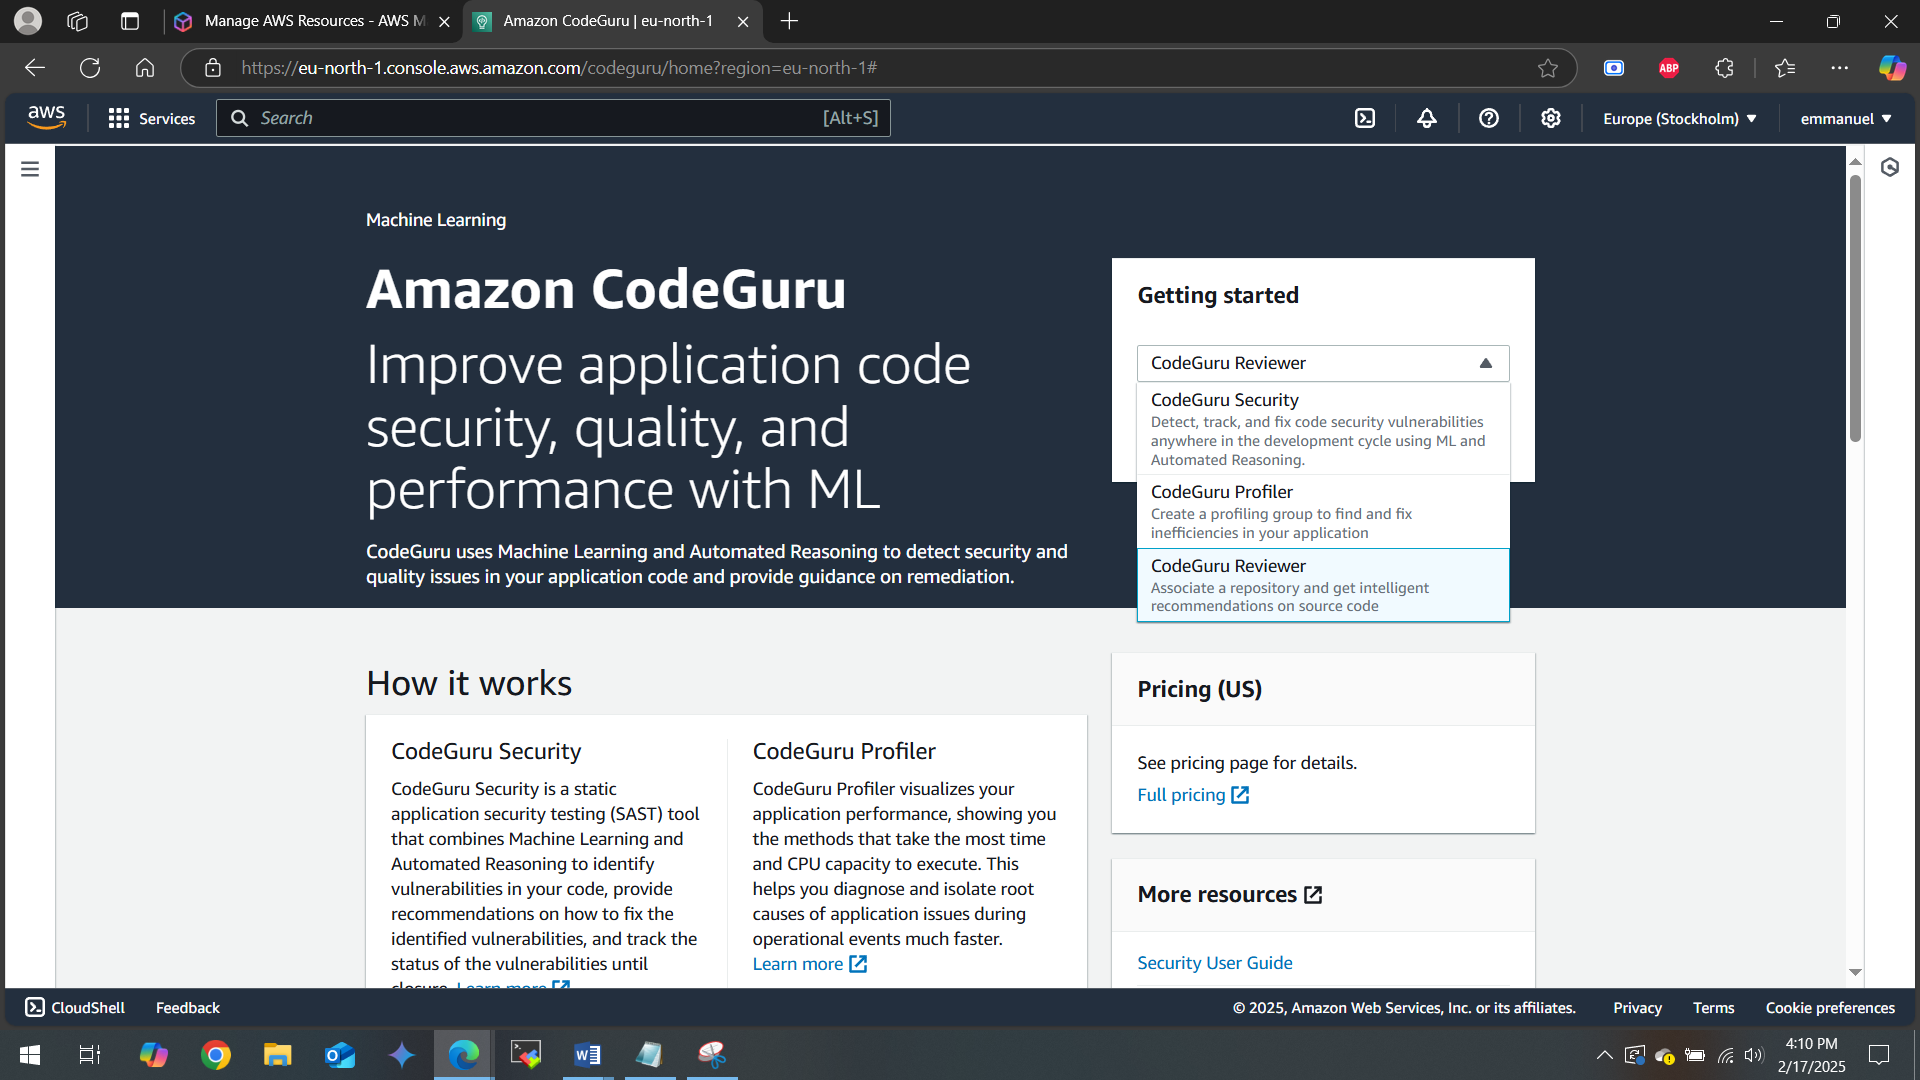 Manage AWS Resources - AWS M
Amazon CodeGuru | eu-north-1
https://eu-north-1.console.aws.amazon.com/codeguru/home?region=eu-north-1#
ABP
aws
Services
Search
[Alt+S]
Europe (Stockholm)
emmanuel
Machine Learning
Amazon CodeGuru
Improve application code
security, quality, and
performance with ML
CodeGuru uses Machine Learning and Automated Reasoning to detect security and
quality issues in your application code and provide guidance on remediation.
Getting started
CodeGuru Reviewer
CodeGuru Security
Detect, track, and fix code security vulnerabilities
anywhere in the development cycle using ML and
Automated Reasoning.
CodeGuru Profiler
Create a profiling group to find and fix
inefficiencies in your application
CodeGuru Reviewer
Associate a repository and get intelligent
recommendations on source code
How it works
CodeGuru Security
CodeGuru Security is a static
application security testing (SAST) tool
that combines Machine Learning and
Automated Reasoning to identify
vulnerabilities in your code, provide
recommendations on how to fix the
identified vulnerabilities, and track the
status of the vulnerabilities until
closure. Learn more
CodeGuru Profiler
CodeGuru Profiler visualizes your
application performance, showing you
the methods that take the most time
and CPU capacity to execute. This
helps you diagnose and isolate root
causes of application issues during
operational events much faster.
Learn more
Pricing (US)
See pricing page for details.
Full pricing
More resources
Security User Guide
CloudShell
Feedback
© 2025, Amazon Web Services, Inc. or its affiliates.
Privacy
Terms
Cookie preferences
4:10 PM
2/17/2025